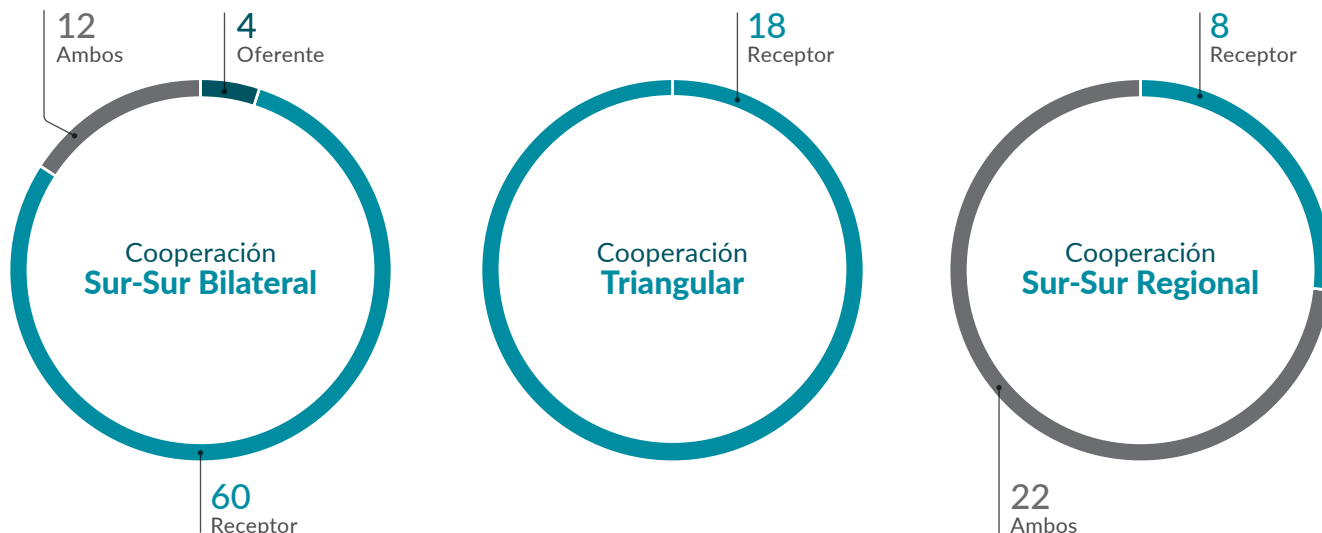 12
Ambos
4
Oferente
Cooperación
Sur-Sur Bilateral
60
Receptor
18
Receptor
Cooperación
Triangular
8
Receptor
Cooperación
Sur-Sur Regional
22
Ambos